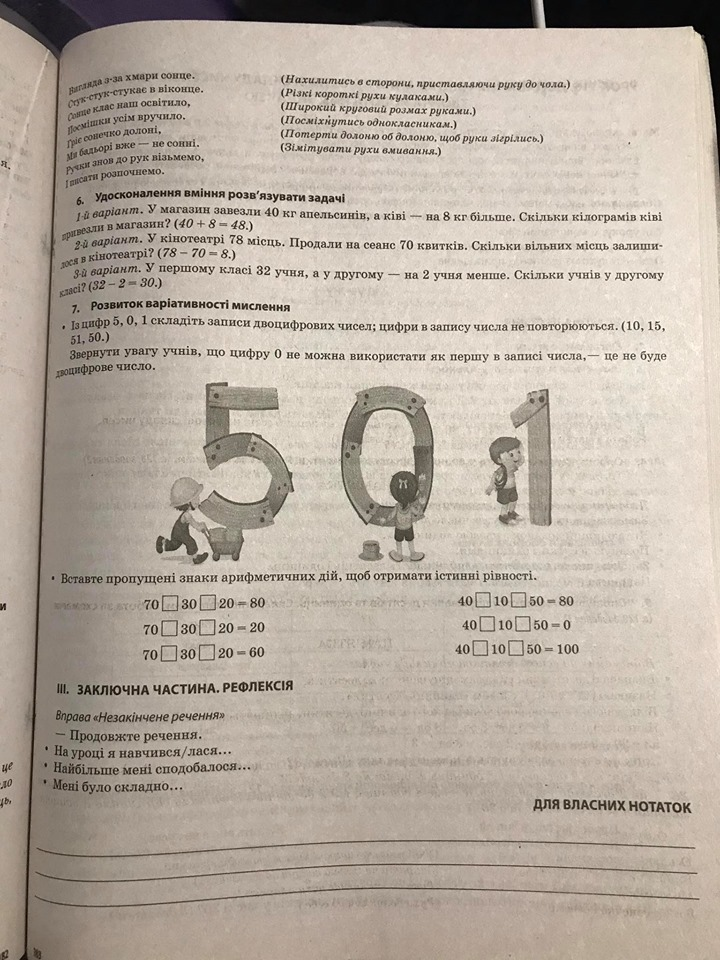 Вигляда з-за хмари сонце. (Нахилитись в сторони, приставляючи руку до чола.)
Стук-стук-стукає в віконце. (Різкі короткі рухи кулаками.)
Сонце клас наш освітило, (Широкий круговий розмах руками.)
Посмішки усім вручило. (Посміхнутись однокласникам.)
Гріє сонечко долоні, (Потерти долоню об долоню, щоб руки зігрілись.)
Ми бадьорі вже — не сонні. (Зімітувати рухи вмивання.)
Ручки знов до рук візьмемо,
І писати розпочнемо.
6. Удосконалення вміння розв'язувати задачі
1-й варіант. У магазин завезли 40 кг апельсинів, а ківі — на 8 кг більше. Скільки кілограмів ківі
привезли в магазин? (40 + 8 = 48.)
2-й варіант. У кінотеатрі 78 місць. Продали на сеанс 70 квитків. Скільки вільних місць залиши-
лося в кінотеатрі? (78 – 70 = 8.)
3-й варіант. У першому класі 32 учня, а у другому — на 2 учня менше. Скільки учнів у другому
класі? (32 – 2 = 30.)
7. Розвиток варіативності мислення
• Із цифр 5, 0, 1 складіть записи двоцифрових чисел; цифри в запису числа не повторюються. (10, 15,
51, 50.)
Звернути увагу учнів, що цифру 0 не можна використати як першу в записі числа,— це не буде
двоцифрове число.
5 0 1
• Вставте пропущені знаки арифметичних дій, щоб отримати істинні рівності.
70 □ 30 □ 20 = 80 40 □ 10 □ 50 = 80
70 □ 30 □ 20 = 20 40 □ 10 □ 50 = 0
70 □ 30 □ 20 = 60 40 □ 10 □ 50 = 100
III. ЗАКЛЮЧНА ЧАСТИНА. РЕФЛЕКСІЯ
Вправа «Незакінчене речення»
— Продовжте речення.
• На уроці я навчився/лася...
• Найбільше мені сподобалося...
• Мені було складно...
ДЛЯ ВЛАСНИХ НОТАТОК